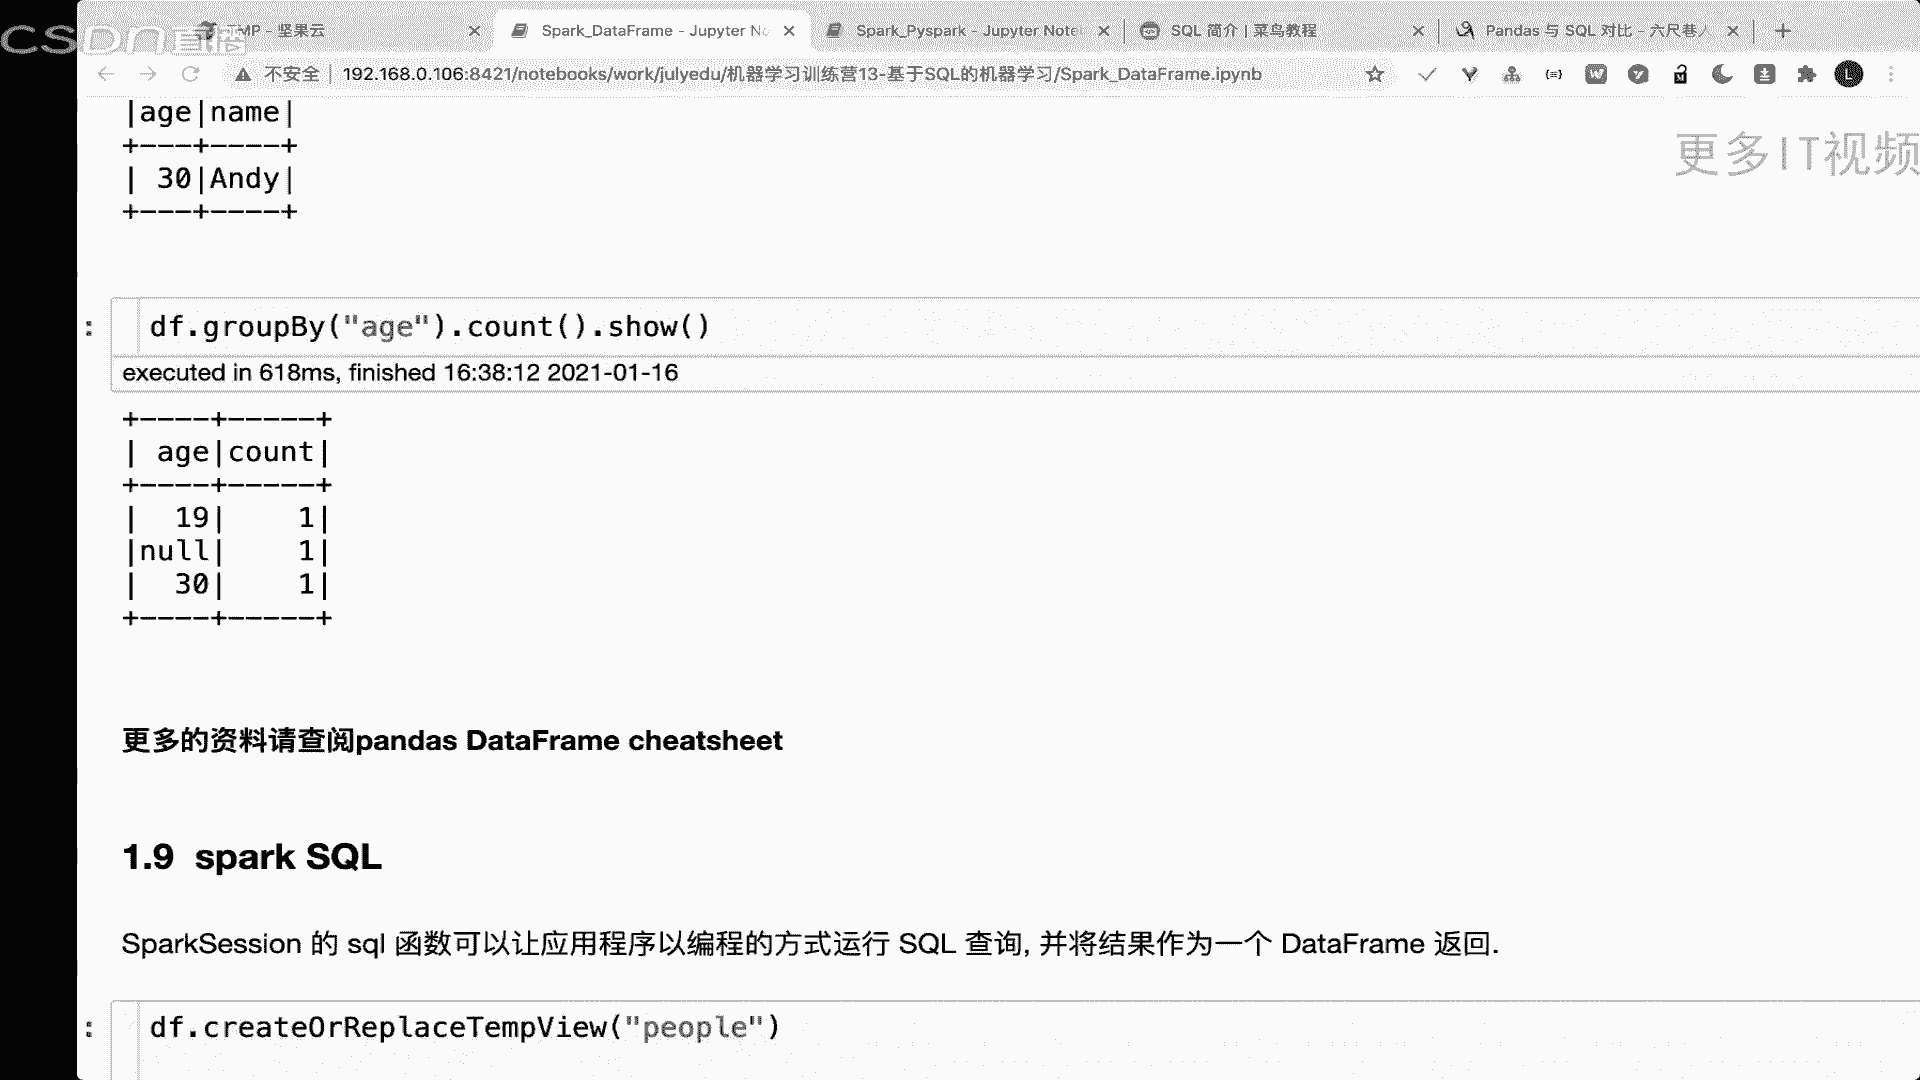 CSDN直播
TMP - 坚果云
Spark_DataFrame - Jupyter No
Spark_Pyspark - Jupyter Note
SQL 简介 | 菜鸟教程
Pandas 与 SQL 对比 - 六尺巷人
不安全 | 192.168.0.106:8421/notebooks/work/julyedu/机器学习训练营13-基于SQL的机器学习/Spark_DataFrame.ipynb
更多IT视频
|age|name|
+---+----+
| 30|Andy|
+---+----+
df.groupBy("age").count().show()
executed in 618ms, finished 16:38:12 2021-01-16
+----+-----+
| age|count|
+----+-----+
|  19|    1|
|null|    1|
|  30|    1|
+----+-----+
更多的资料请查阅pandas DataFrame cheatsheet
1.9 spark SQL
SparkSession 的 sql 函数可以让应用程序以编程的方式运行 SQL 查询, 并将结果作为一个 DataFrame 返回.
df.createOrReplaceTempView("people")